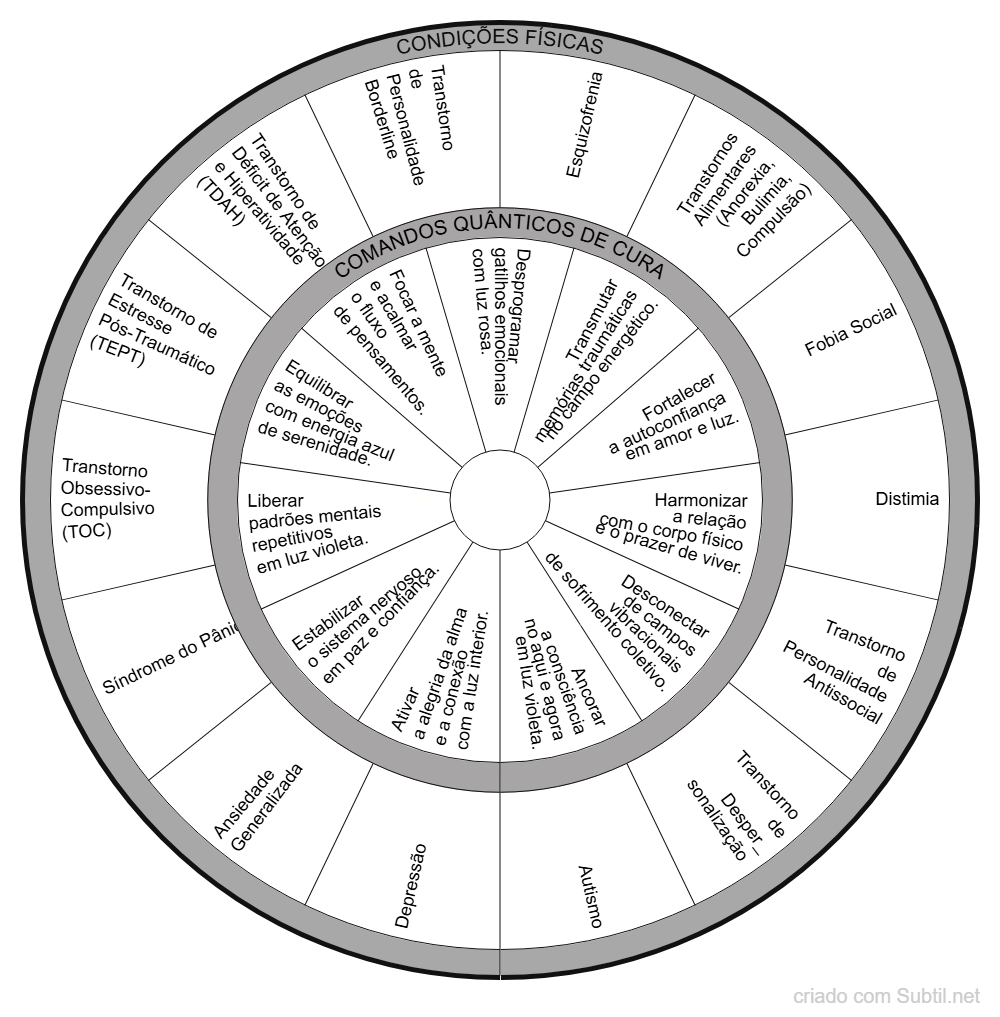 CONDIÇÕES FÍSICAS
Esquizofrenia
Transtornos
Alimentares
(Anorexia,
Bulimia,
Compulsão)
Fobia Social
Distimia
Transtorno
de
Personalidade
Antissocial
Transtorno
de
Desper_
sonalização
Autismo
Depressão
Ansiedade
Generalizada
Síndrome do Pânic
Transtorno
Obsessivo-
Compulsivo
(TOC)
Transtorno de
Estresse
Pós-Traumático
(TEPT)
Transtorno de
Déficit de Atenção
e Hiperatividade
(TDAH)
Transtorno
de
Personalidade
Borderline
COMANDOS QUÂNTICOS DE CURA
Desprogramar
gatilhos emocionais
com luz rosa.
Transmutar
memórias traumáticas
no campo energético.
Fortalecer
a autoconfiança
em amor e luz.
Harmonizar
a relação
com o corpo físico
e o prazer de viver.
Desconectar
de campos
vibracionais
de sofrimento coletivo.
Ancorar
a consciência
no aqui e agora
em luz violeta.
Ativar
a alegria da alma
e a conexão
com a luz interior.
Estabilizar
o sistema nervoso
em paz e confiança.
Liberar
padrões mentais
repetitivos
em luz violeta.
Equilibrar
as emoções
com energia azul
de serenidade.
Focar a mente
e acalmar
o fluxo
de pensamentos.
criado com Subtil.net